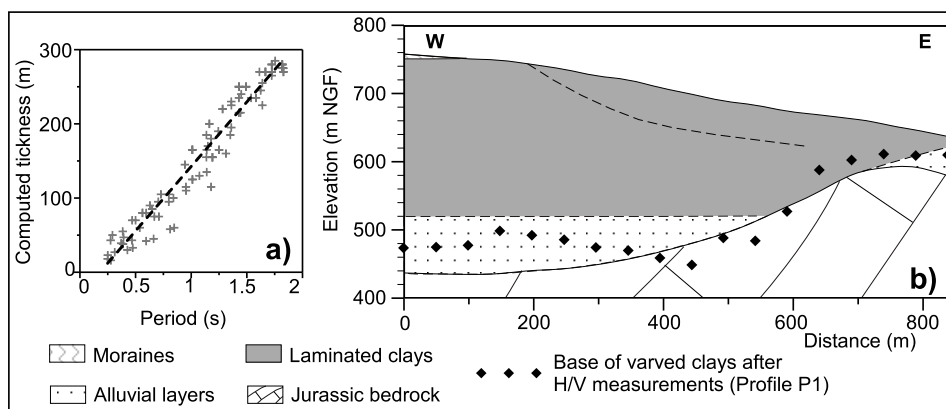 Computed tickness (m)
300
200
100
0
0 0.5 1 1.5 2
Period (s)
a)
Elevation (m NGF)
800
700
600
500
400
W E
b)
0 200 400 600 800
Distance (m)
Moraines
Laminated clays
Alluvial layers
Jurassic bedrock
Base of varved clays after
H/V measurements (Profile P1)